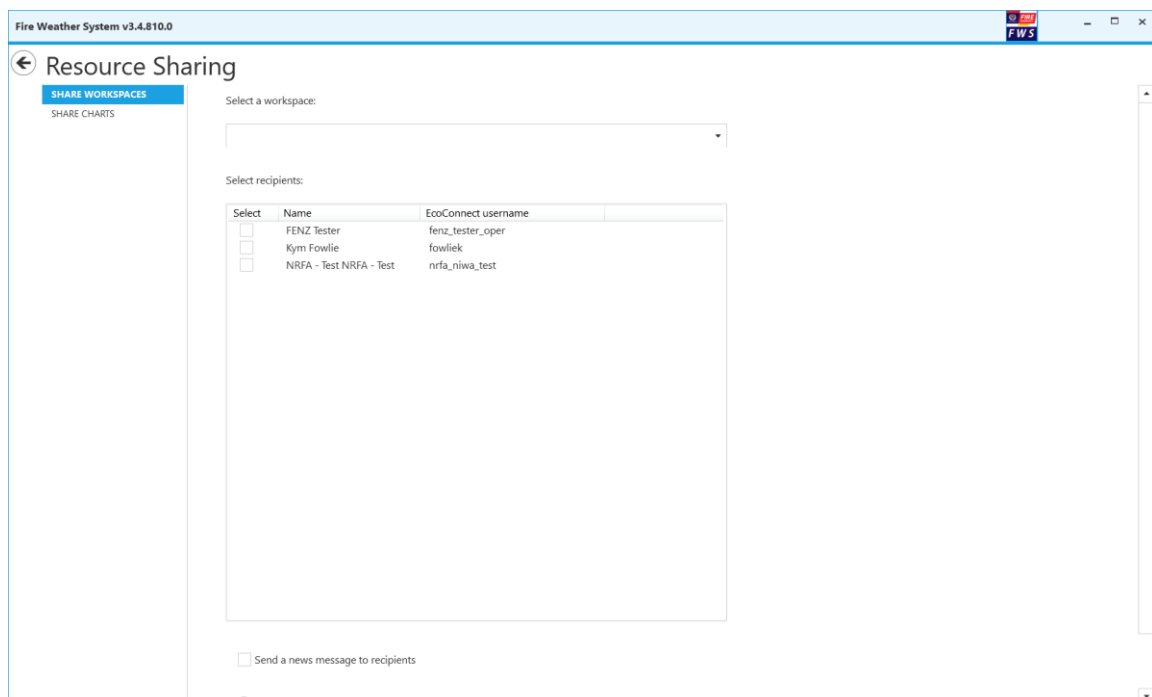 Fire Weather System v3.4.810.0
FIRE
FWS
Resource Sharing
SHARE WORKSPACES
SHARE CHARTS
Select a workspace:
Select recipients:
Select Name EcoConnect username
FENZ Tester fenz_tester_oper
Kym Fowlie fowliek
NRFA - Test NRFA - Test nrfa_niwa_test
Send a news message to recipients